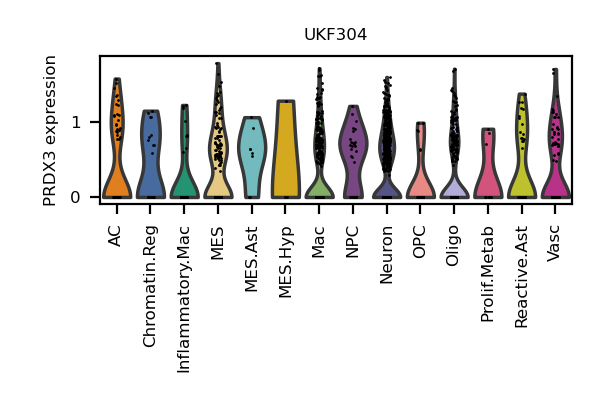 UKF304
PRDX3 expression
1
0
AC
Chromatin.Reg
Inflammatory.Mac
MES
MES.Ast
MES.Hyp
Mac
NPC
Neuron
OPC
Oligo
Prolif.Metab
Reactive.Ast
Vasc